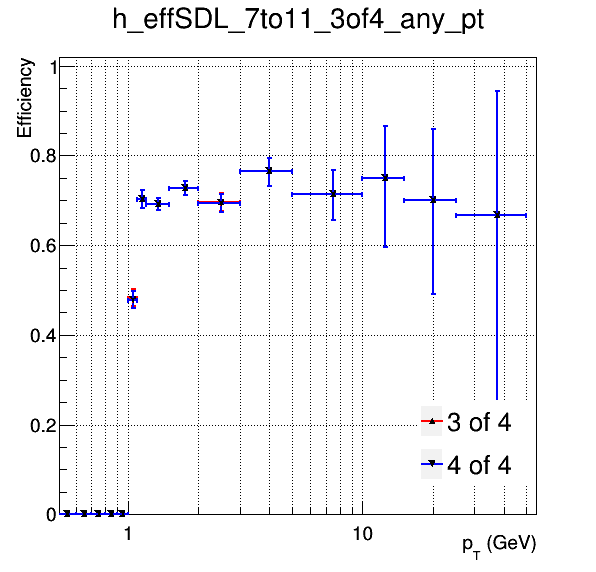 h_effSDL_7to11_3of4_any_pt
Efficiency
1
0.8
0.6
0.4
0.2
0
3 of 4
4 of 4
1
10
p_T (GeV)